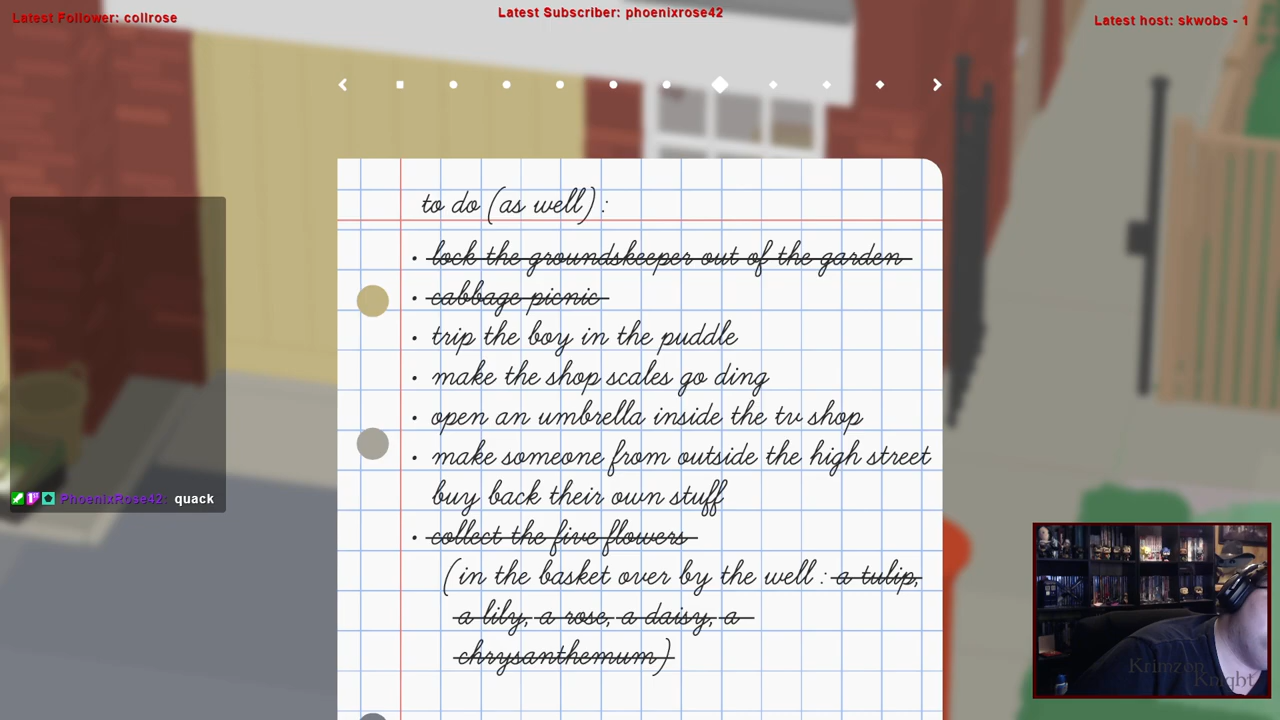 Latest Follower: collrose
Latest Subscriber: phoenixrose42
Latest host: skwobs - 1
to do (as well) :
• lock the groundskeeper out of the garden
• cabbage picnic
• trip the boy in the puddle
• make the shop scales go ding
• open an umbrella inside the tv shop
• make someone from outside the high street
buy back their own stuff
• collect the five flowers
(in the basket over by the well : a tulip,
a lily, a rose, a daisy, a
chrysanthemum)
PhoenixRose42: quack
Krimzon
Knight